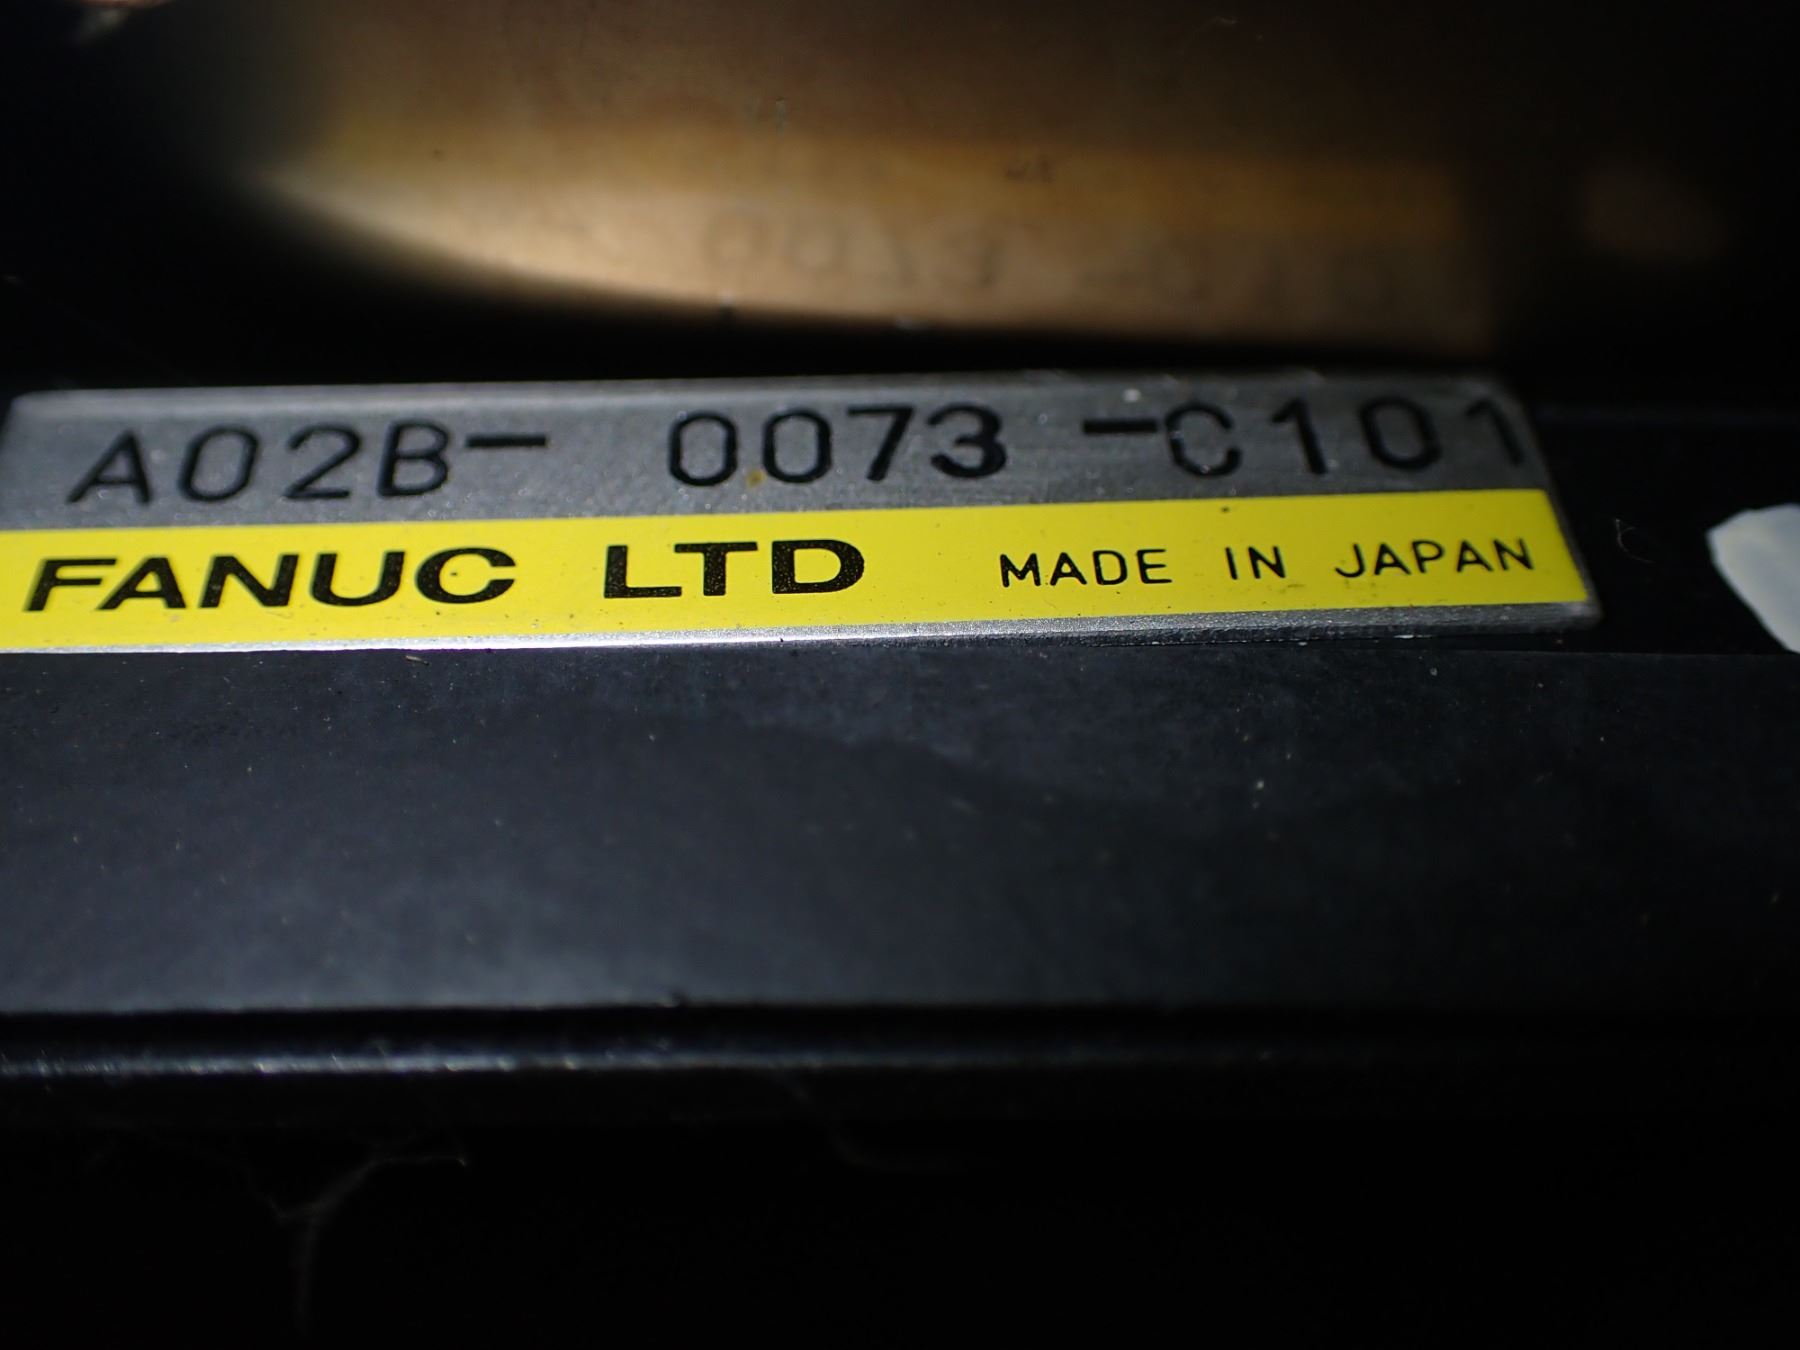 A02B- 0073 -C101
FANUC LTD MADE IN JAPAN